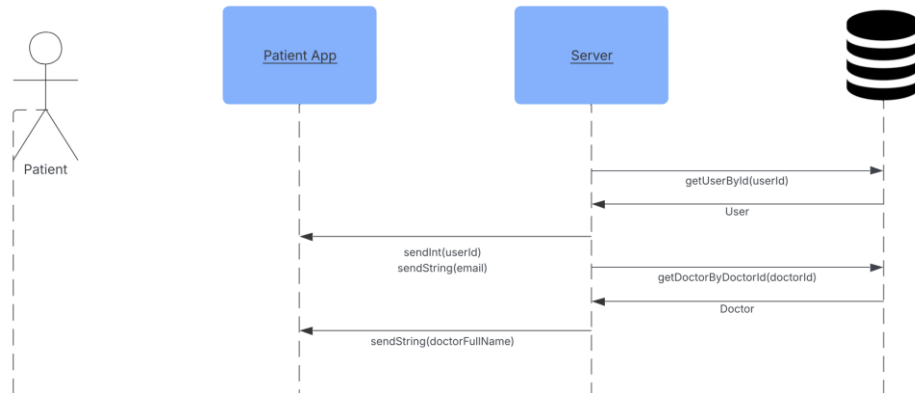 Patient App
Server
Patient
getUserById(userId)
User
sendInt(userId)
sendString(email)
getDoctorByDoctorId(doctorId)
Doctor
sendString(doctorFullName)